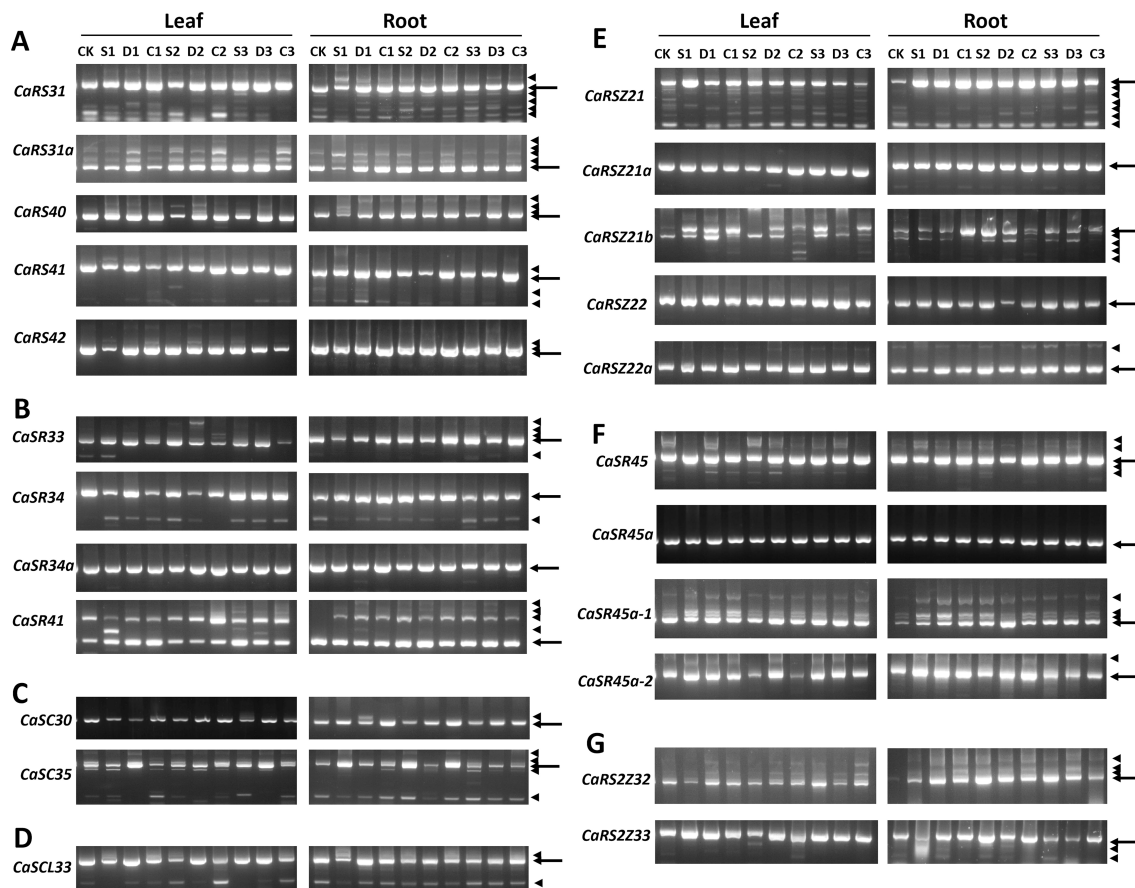 Leaf Root
A
CK S1 D1 C1 S2 D2 C2 S3 D3 C3 CK S1 D1 C1 S2 D2 C2 S3 D3 C3
CaRS31
CaRS31a
CaRS40
CaRS41
CaRS42
B
CaSR33
CaSR34
CaSR34a
CaSR41
C
CaSC30
CaSC35
D
CaSCL33
Leaf Root
E
CK S1 D1 C1 S2 D2 C2 S3 D3 C3 CK S1 D1 C1 S2 D2 C2 S3 D3 C3
CaRSZ21
CaRSZ21a
CaRSZ21b
CaRSZ22
CaRSZ22a
F
CaSR45
CaSR45a
CaSR45a-1
CaSR45a-2
G
CaRS2Z32
CaRS2Z33